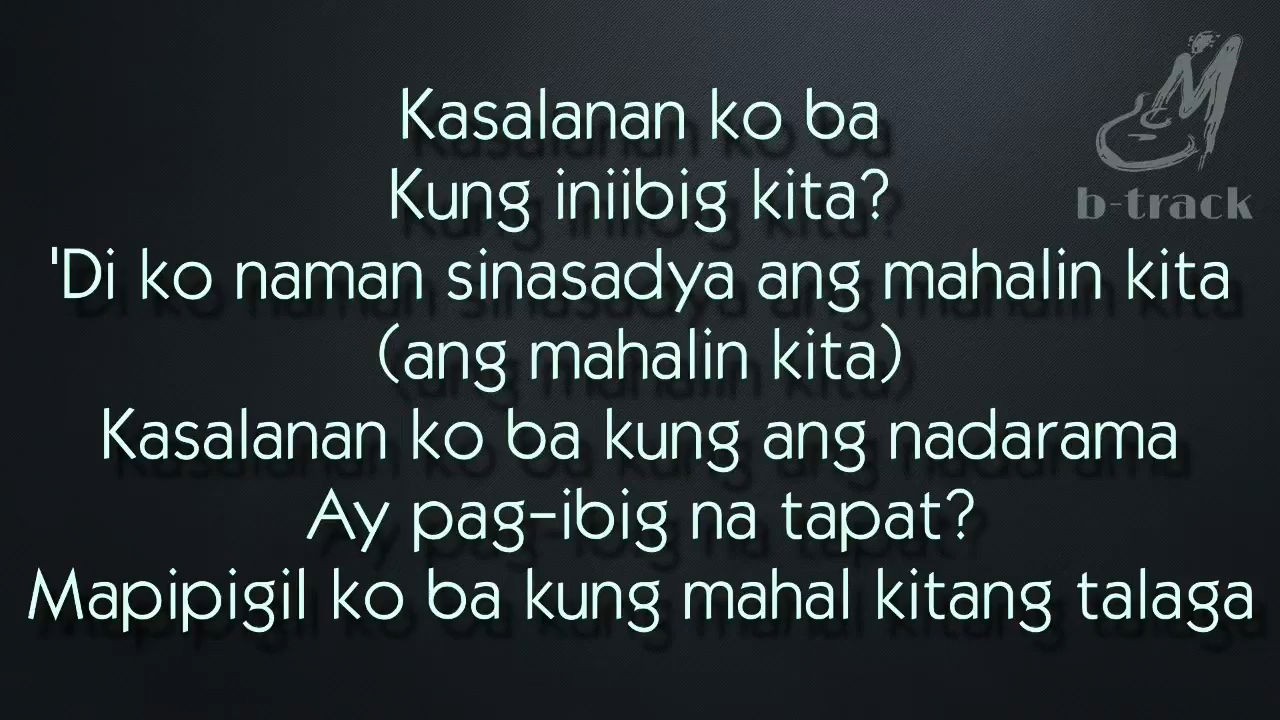 Kasalanan ko ba
Kung iniibig kita?
'Di ko naman sinasadya ang mahalin kita
(ang mahalin kita)
Kasalanan ko ba kung ang nadarama
Ay pag-ibig na tapat?
Mapipigil ko ba kung mahal kitang talaga
M
b-track